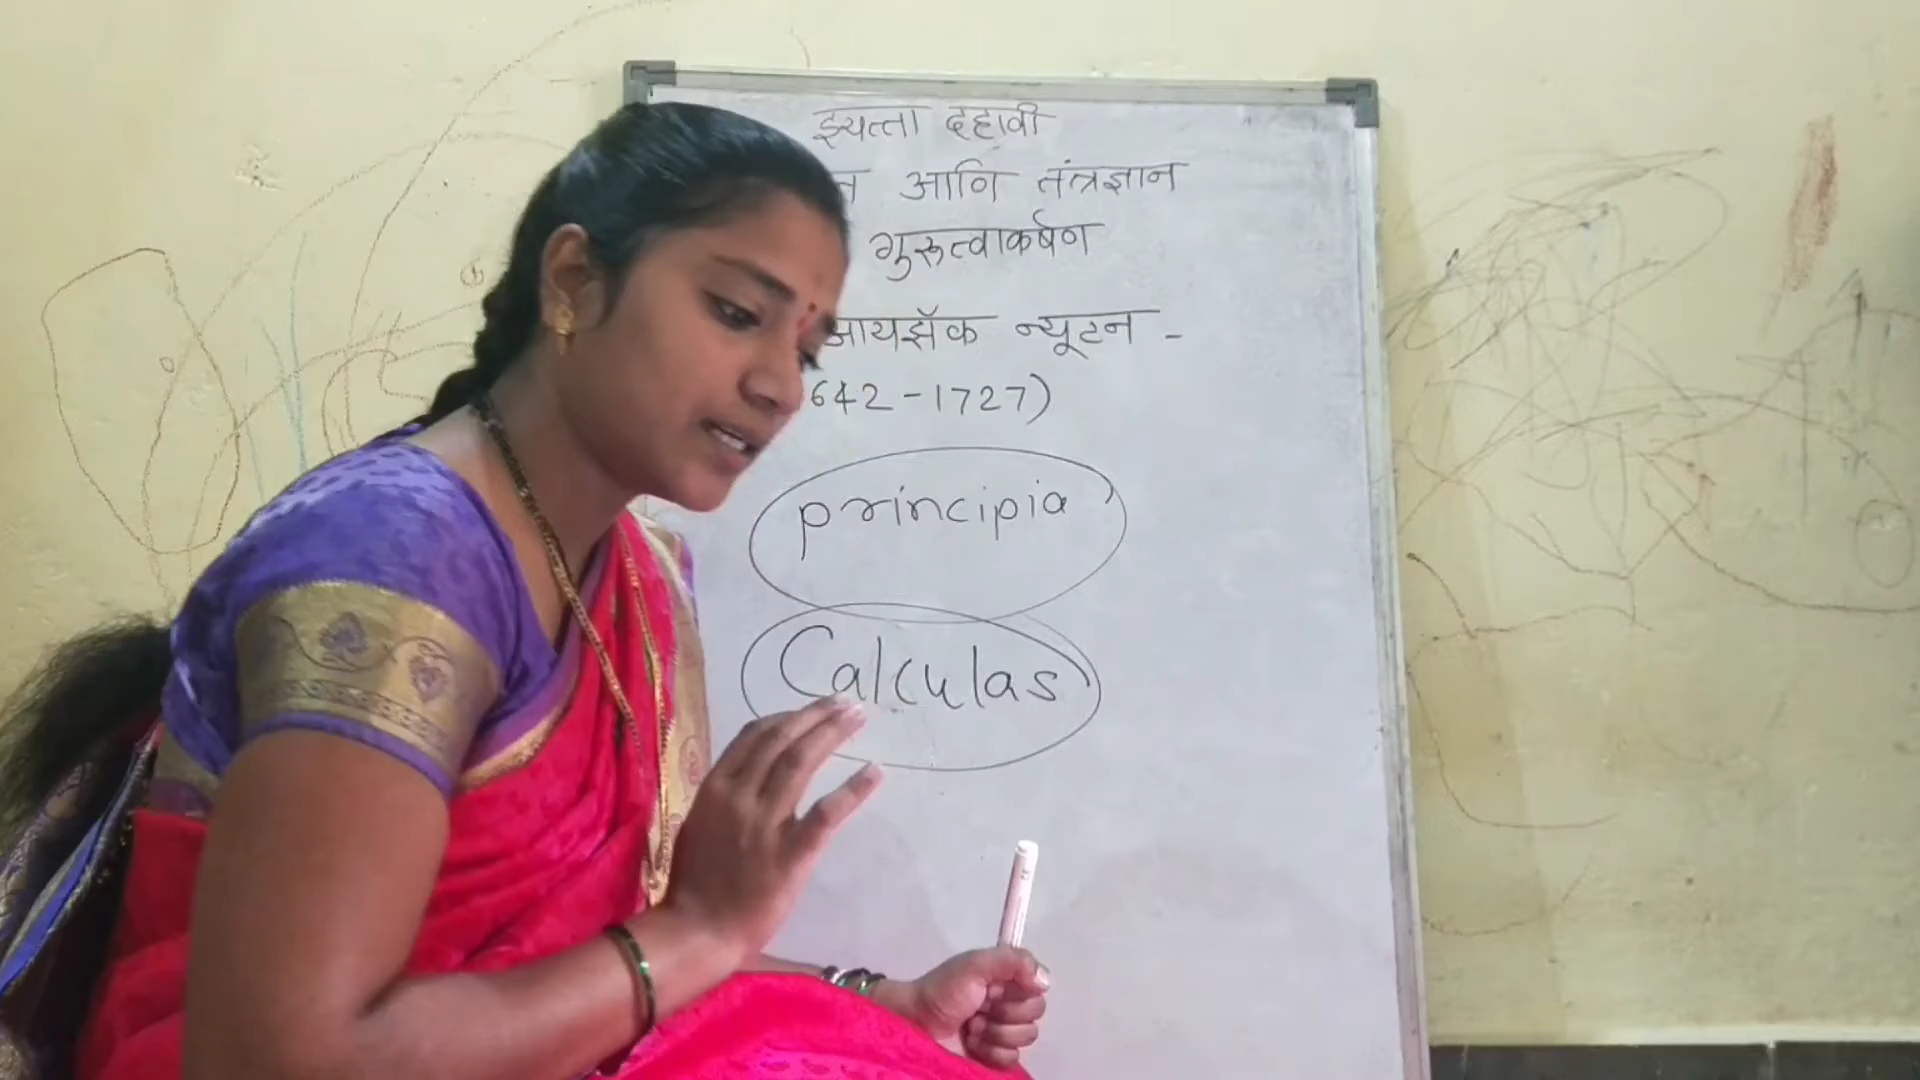 इयत्ता दहावी
आणि तंत्रज्ञान
गुरुत्वाकर्षण
आयझॅक न्यूटन -
642-1727)
principia
Calculas